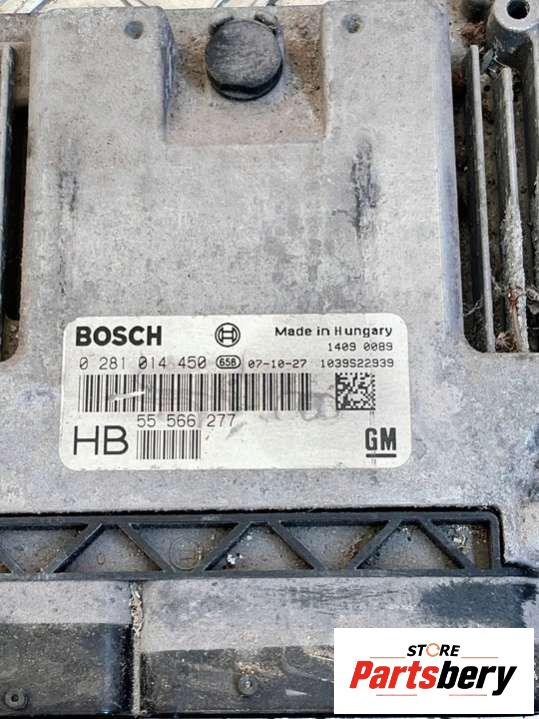 BOSCH Made in Hungary
1409 0089
0 281 014 450 658 07-10-27 1039S22939
55 566 277
HB GM
STORE
Partsbery